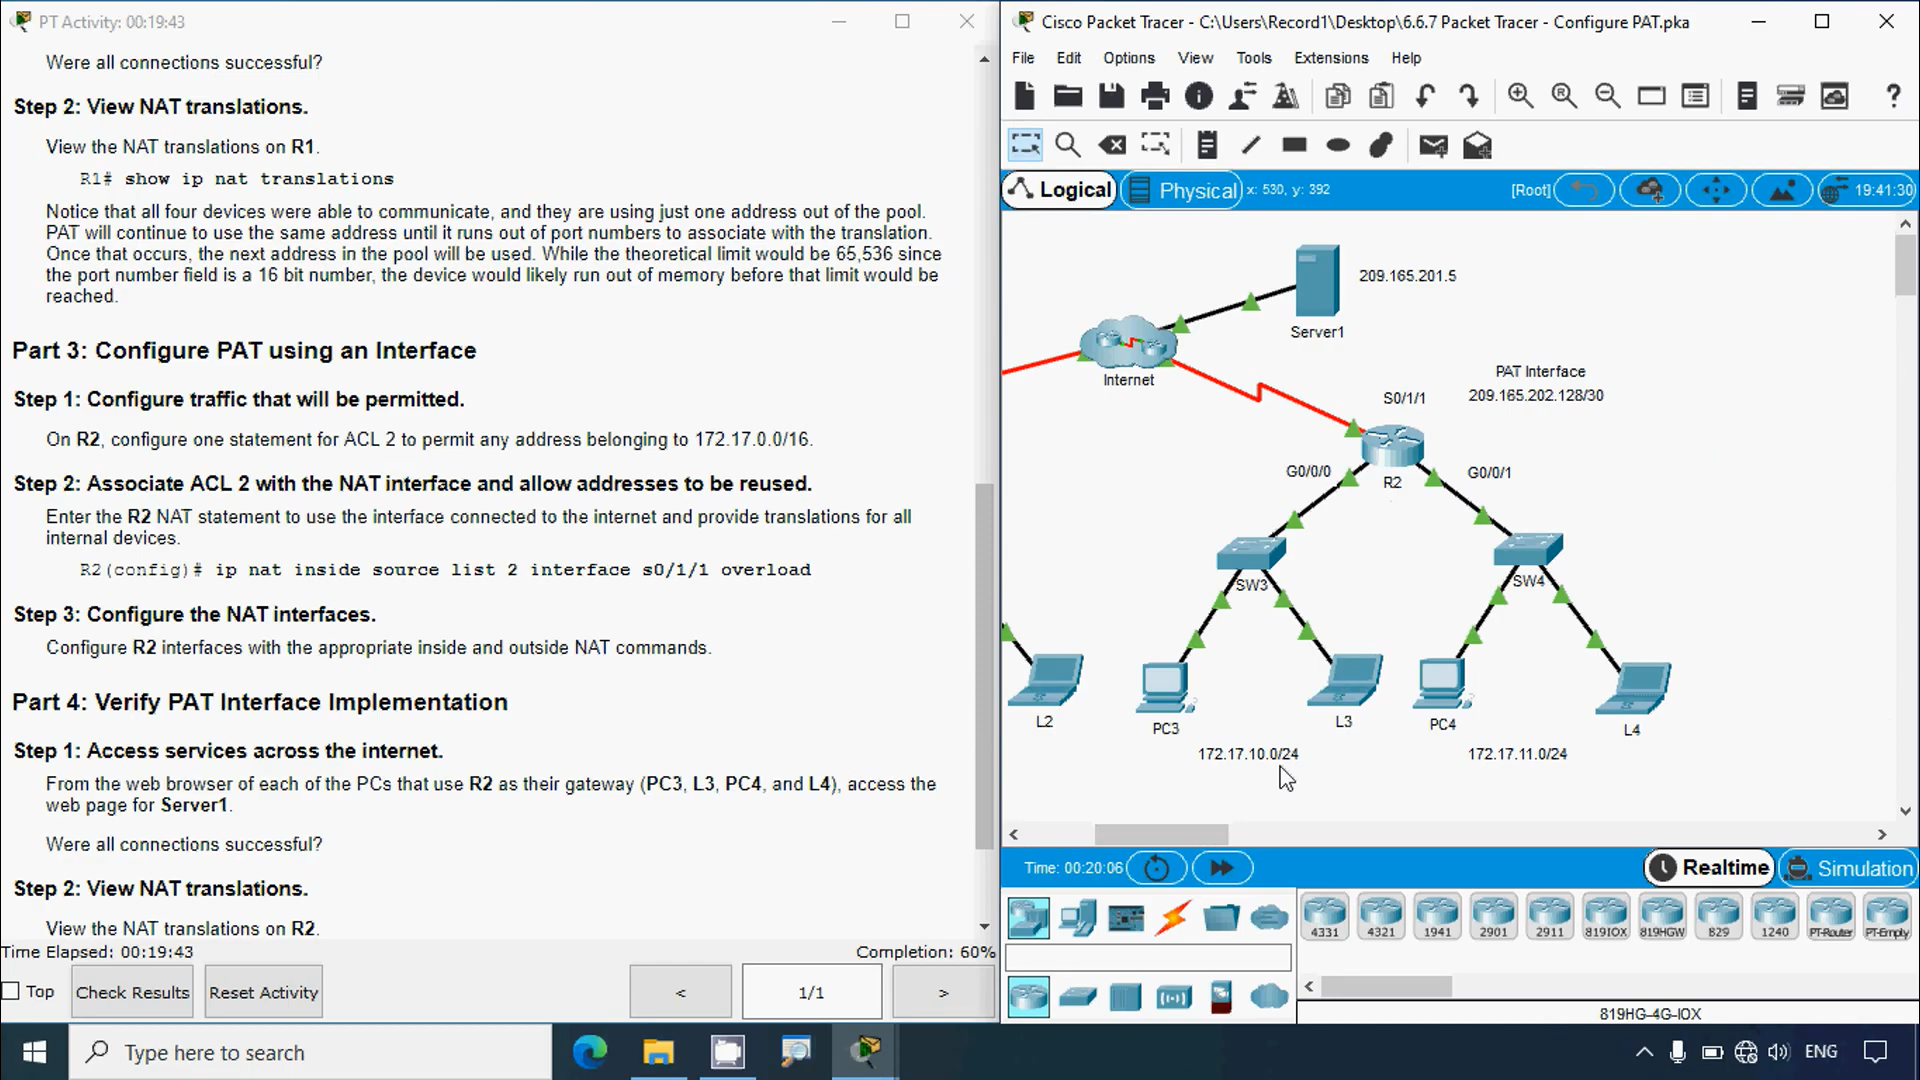 PT Activity: 00:19:43
Were all connections successful?
Step 2: View NAT translations.
View the NAT translations on R1.
R1# show ip nat translations
Notice that all four devices were able to communicate, and they are using just one address out of the pool.
PAT will continue to use the same address until it runs out of port numbers to associate with the translation.
Once that occurs, the next address in the pool will be used. While the theoretical limit would be 65,536 since
the port number field is a 16 bit number, the device would likely run out of memory before that limit would be
reached.
Part 3: Configure PAT using an Interface
Step 1: Configure traffic that will be permitted.
On R2, configure one statement for ACL 2 to permit any address belonging to 172.17.0.0/16.
Step 2: Associate ACL 2 with the NAT interface and allow addresses to be reused.
Enter the R2 NAT statement to use the interface connected to the internet and provide translations for all
internal devices.
R2(config)# ip nat inside source list 2 interface s0/1/1 overload
Step 3: Configure the NAT interfaces.
Configure R2 interfaces with the appropriate inside and outside NAT commands.
Part 4: Verify PAT Interface Implementation
Step 1: Access services across the internet.
From the web browser of each of the PCs that use R2 as their gateway (PC3, L3, PC4, and L4), access the
web page for Server1.
Were all connections successful?
Step 2: View NAT translations.
View the NAT translations on R2.
Time Elapsed: 00:19:43
Completion: 60%
Top
Check Results
Reset Activity
<
1/1
>
Cisco Packet Tracer - C:\Users\Record1\Desktop\6.6.7 Packet Tracer - Configure PAT.pka
File Edit Options View Tools Extensions Help
Logical
Physical
x: 530, y: 392
[Root]
19:41:30
209.165.201.5
Server1
Internet
PAT Interface
209.165.202.128/30
S0/1/1
G0/0/0
R2
G0/0/1
SW3
SW4
L2
PC3
L3
PC4
L4
172.17.10.0/24
172.17.11.0/24
Time: 00:20:06
Realtime
Simulation
4331 4321 1941 2901 2911 819IOX 819HGW 829 1240 PT-Router PT-Empty
819HG-4G-IOX
Type here to search
ENG